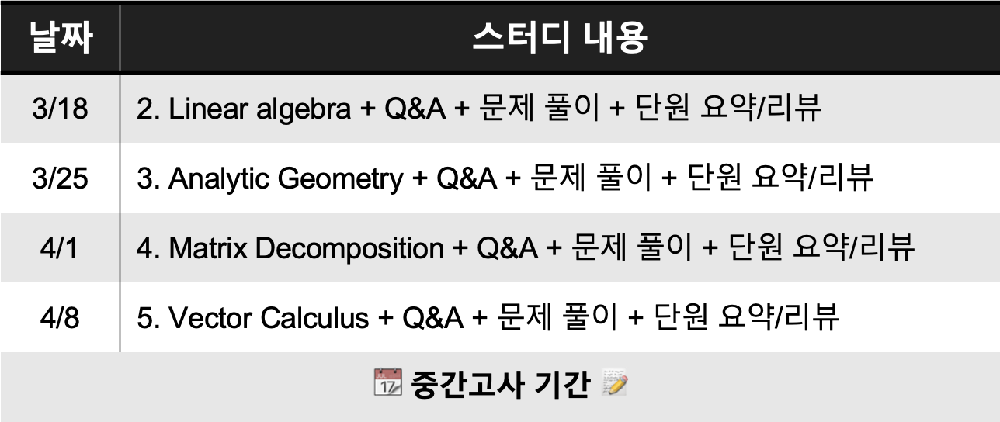 날짜 스터디 내용
3/18 2. Linear algebra + Q&A + 문제 풀이 + 단원 요약/리뷰
3/25 3. Analytic Geometry + Q&A + 문제 풀이 + 단원 요약/리뷰
4/1 4. Matrix Decomposition + Q&A + 문제 풀이 + 단원 요약/리뷰
4/8 5. Vector Calculus + Q&A + 문제 풀이 + 단원 요약/리뷰
📅 중간고사 기간 📝